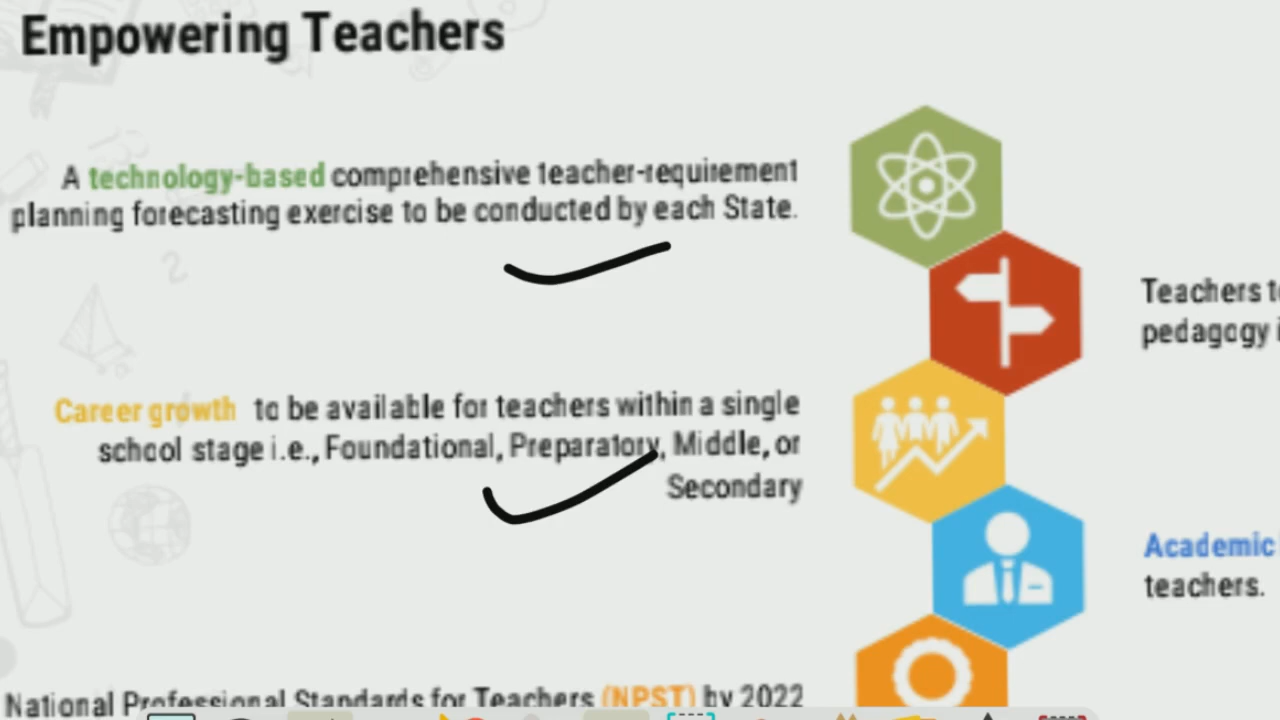 Empowering Teachers
A technology-based comprehensive teacher-requirement
planning forecasting exercise to be conducted by each State.
2
Teachers
pedagogy
Career growth to be available for teachers within a single
school stage i.e., Foundational, Preparatory, Middle, or
Secondary
Academic
teachers.
National Professional Standards for Teachers (NPST) by 2022